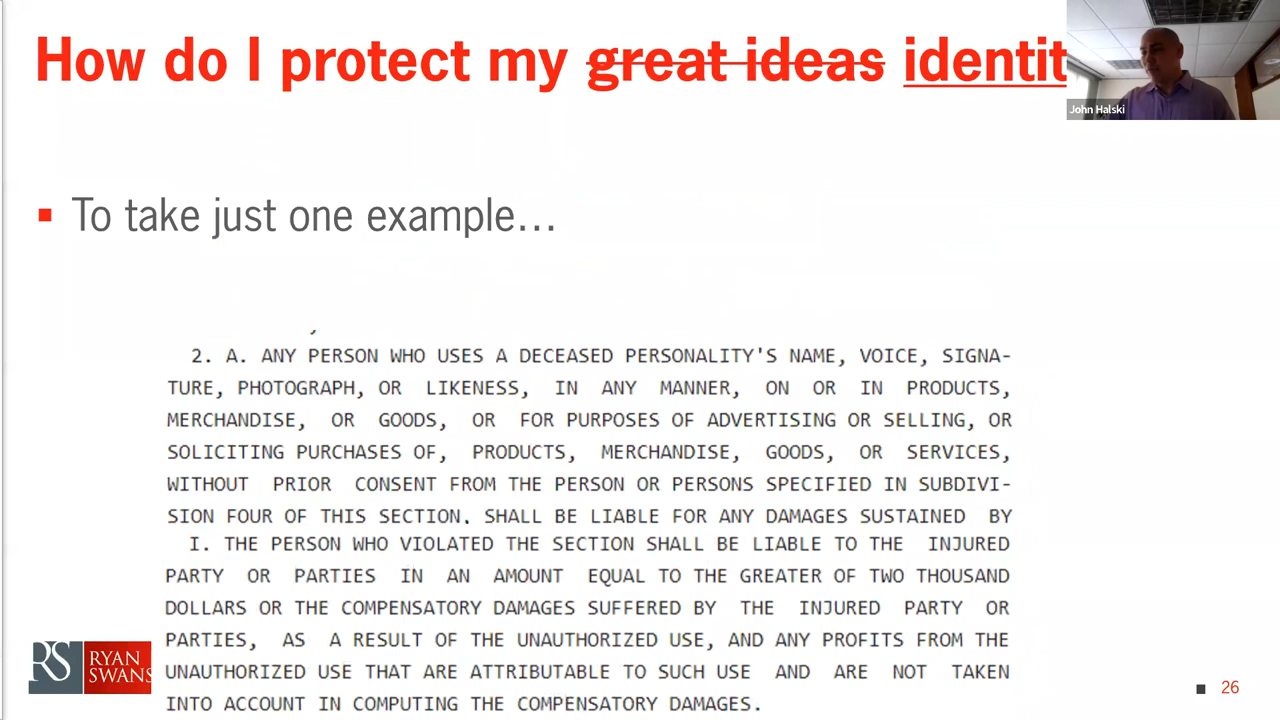 How do I protect my great ideas identit
John Halski
To take just one example...
2. A. ANY PERSON WHO USES A DECEASED PERSONALITY'S NAME, VOICE, SIGNA-
TURE, PHOTOGRAPH, OR LIKENESS, IN ANY MANNER, ON OR IN PRODUCTS,
MERCHANDISE, OR GOODS, OR FOR PURPOSES OF ADVERTISING OR SELLING, OR
SOLICITING PURCHASES OF, PRODUCTS, MERCHANDISE, GOODS, OR SERVICES,
WITHOUT PRIOR CONSENT FROM THE PERSON OR PERSONS SPECIFIED IN SUBDIVI-
SION FOUR OF THIS SECTION, SHALL BE LIABLE FOR ANY DAMAGES SUSTAINED BY
I. THE PERSON WHO VIOLATED THE SECTION SHALL BE LIABLE TO THE INJURED
PARTY OR PARTIES IN AN AMOUNT EQUAL TO THE GREATER OF TWO THOUSAND
DOLLARS OR THE COMPENSATORY DAMAGES SUFFERED BY THE INJURED PARTY OR
PARTIES, AS A RESULT OF THE UNAUTHORIZED USE, AND ANY PROFITS FROM THE
UNAUTHORIZED USE THAT ARE ATTRIBUTABLE TO SUCH USE AND ARE NOT TAKEN
INTO ACCOUNT IN COMPUTING THE COMPENSATORY DAMAGES.
RS RYAN
SWANS
26